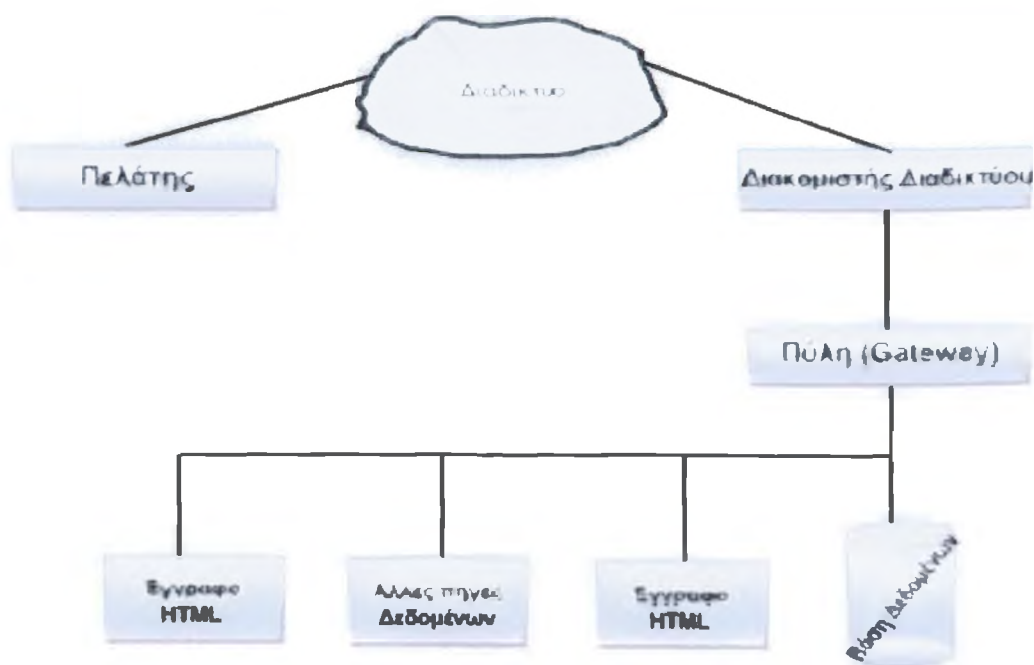 Διαδίκτυο
Πελάτης
Διακομιστής Διαδικτύου
Πύλη (Gateway)
Έγγραφο
HTML
Άλλες πηγές
Δεδομένων
Έγγραφο
HTML
Βάση Δεδομένων